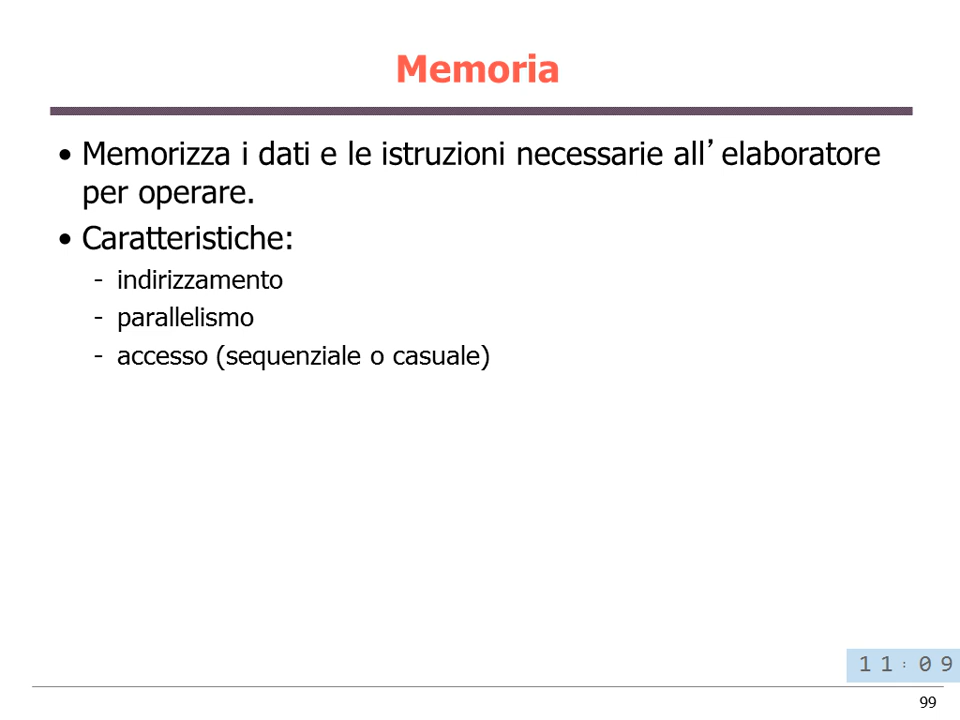 Memoria
• Memorizza i dati e le istruzioni necessarie all’elaboratore
per operare.
• Caratteristiche:
- indirizzamento
- parallelismo
- accesso (sequenziale o casuale)
11:09
99